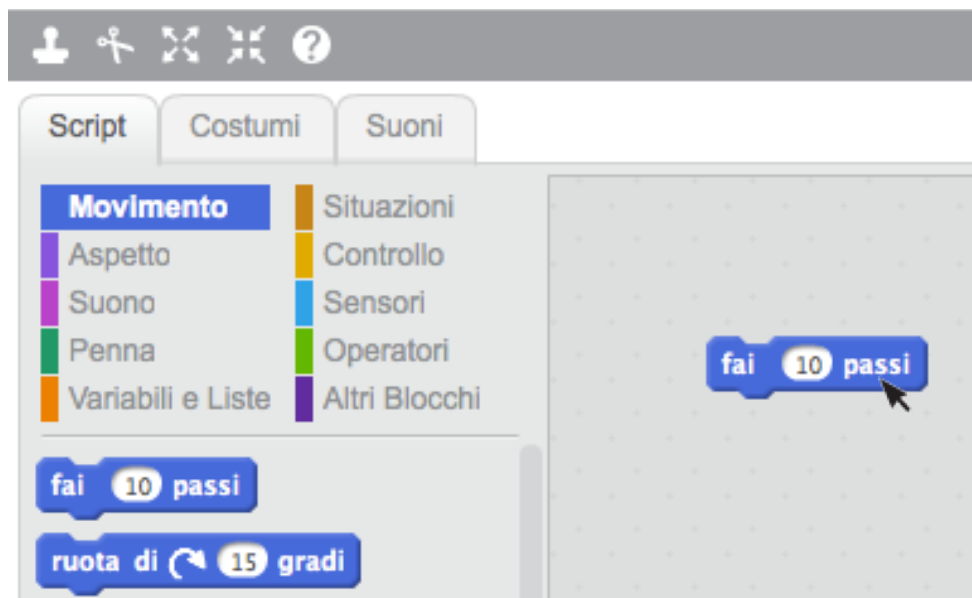 Script Costumi Suoni
Movimento Situazioni
Aspetto Controllo
Suono Sensori
Penna Operatori
Variabili e Liste Altri Blocchi
fai 10 passi
fai 10 passi
ruota di 15 gradi